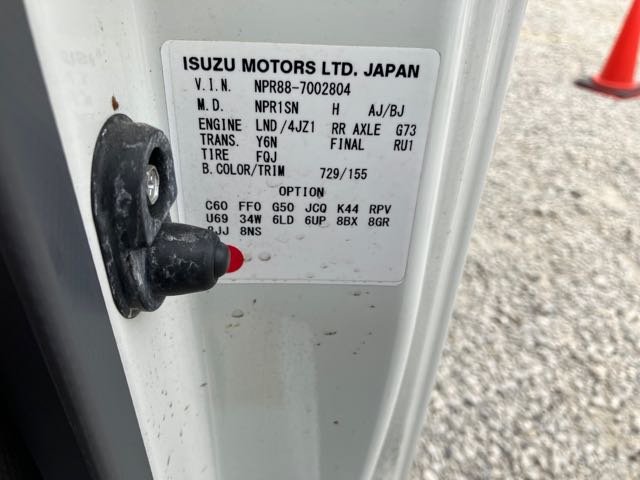 ISUZU MOTORS LTD. JAPAN
V.I.N. NPR88-7002804
M.D. NPR1SN H AJ/BJ
ENGINE LND/4JZ1 RR AXLE G73
TRANS. Y6N FINAL RU1
TIRE FQJ
B.COLOR/TRIM 729/155
OPTION
C60 FF0 G50 JCQ K44 RPV
U69 34W 6LD 6UP 8BX 8GR
8NS